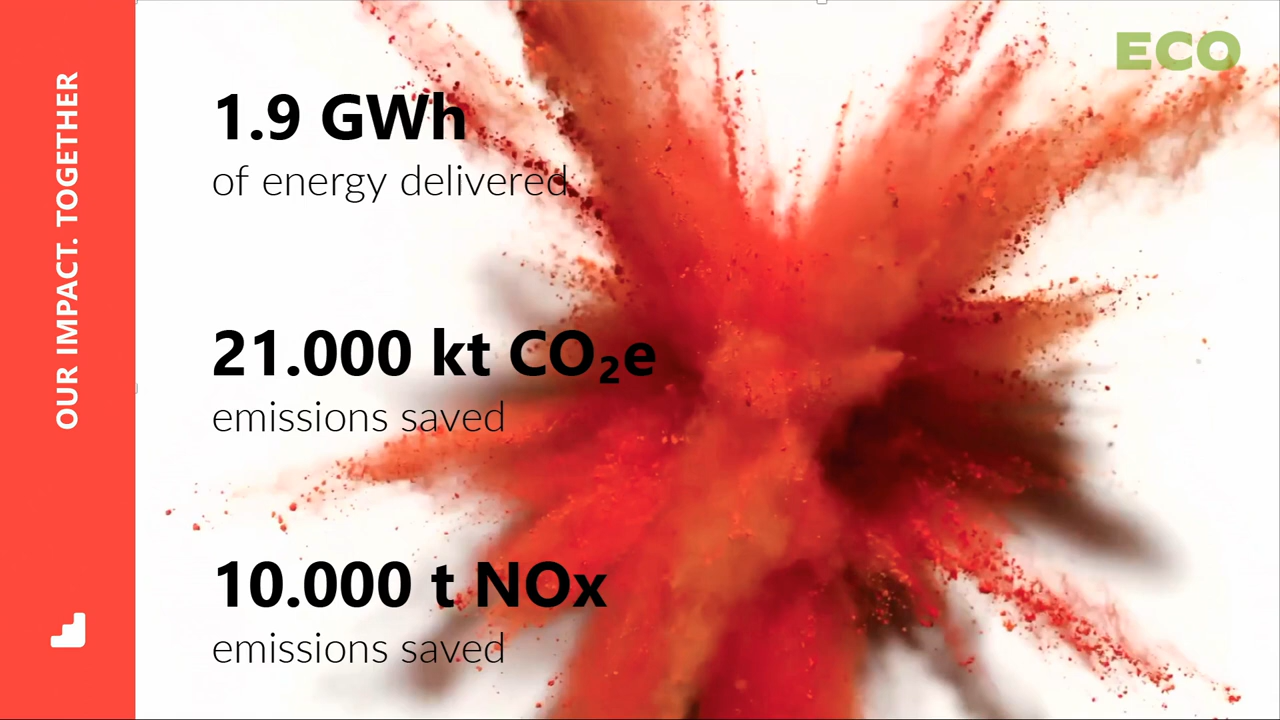 OUR IMPACT. TOGETHER
ECO
1.9 GWh
of energy delivered
21.000 kt CO₂e
emissions saved
10.000 t NOx
emissions saved